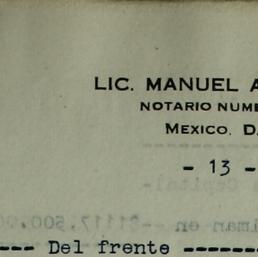 LIC. MANUEL A
NOTARIO NUME
MEXICO. D.
- 13 -
--- Del frente -------